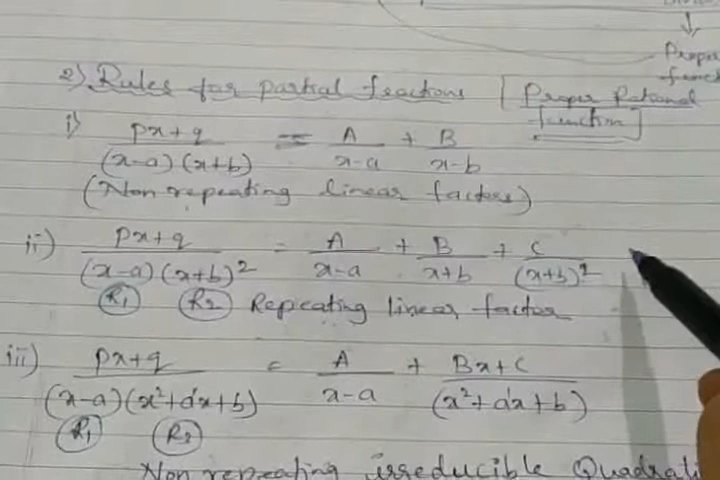 ↓
Proper
2) Rules for partial fractions [Proper Rational function]
i) px+q / (x-a)(x+b) = A / x-a + B / x-b
(Non repeating linear factors)
ii) px+q / (x-a)(x+b)² = A / x-a + B / x+b + C / (x+b)²
R1 R2 Repeating linear factor
iii) px+q / (x-a)(x²+a'x+b) = A / x-a + Bx+C / (x²+a'x+b)
R1 R2
Non repeating irreducible Quadrati